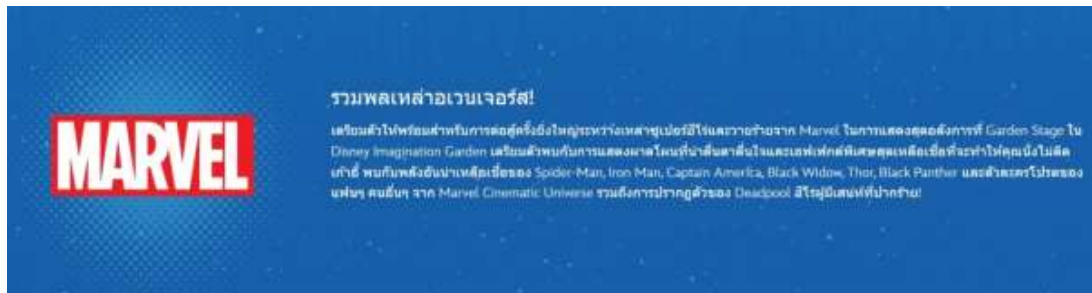 MARVEL
รวมพลเหล่าอเวนเจอร์ส!
เตรียมตัวให้พร้อมสำหรับการต่อสู้ครั้งยิ่งใหญ่ระหว่างเหล่าซูเปอร์ฮีโร่และวายร้ายจาก Marvel ในการแสดงสุดอลังการที่ Garden Stage ใน
Disney Imagination Garden เตรียมตัวพบกับการแสดงผาดโผนที่น่าตื่นตาตื่นใจและเอฟเฟกต์พิเศษสุดเหลือเชื่อที่จะทำให้คุณนั่งไม่ติด
เก้าอี้ พบกับพลังอันน่าเหลือเชื่อของ Spider-Man, Iron Man, Captain America, Black Widow, Thor, Black Panther และตัวละครโปรดของ
แฟนๆ คนอื่นๆ จาก Marvel Cinematic Universe รวมถึงการปรากฏตัวของ Deadpool ฮีโร่ผู้มีเสน่ห์ที่ปากร้าย!